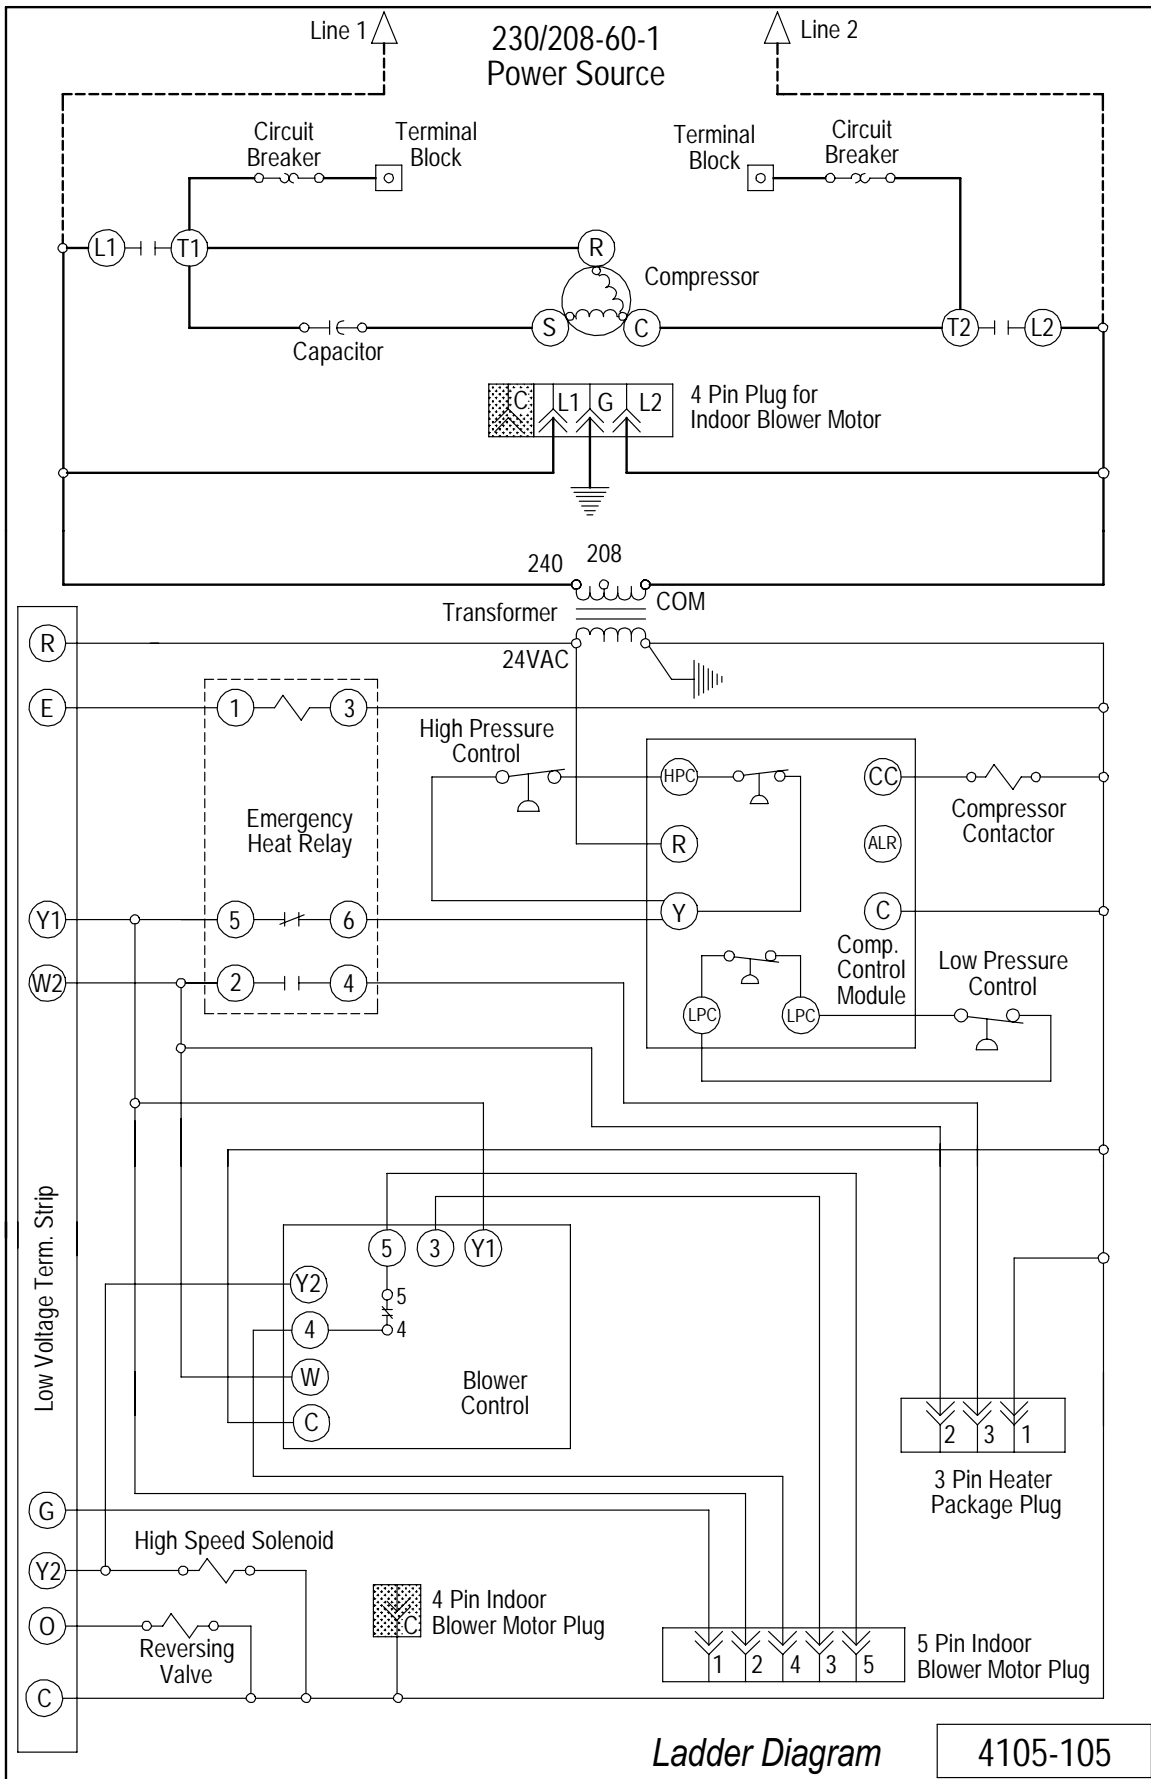 Line 1
230/208-60-1
Power Source
Line 2
Circuit
Breaker
Terminal
Block
Terminal
Block
Circuit
Breaker
L1
T1
R
Compressor
S
C
T2
L2
Capacitor
C
L1
G
L2
4 Pin Plug for
Indoor Blower Motor
240
208
Transformer
COM
24VAC
R
E
1
3
High Pressure
Control
HPC
CC
Compressor
Contactor
Emergency
Heat Relay
R
ALR
Y1
5
6
Y
C
Comp.
Control
Module
Low Pressure
Control
W2
2
4
LPC
LPC
Low Voltage Term. Strip
5
3
Y1
Y2
5
4
4
W
C
Blower
Control
2
3
1
3 Pin Heater
Package Plug
G
High Speed Solenoid
Y2
O
Reversing
Valve
C
4 Pin Indoor
Blower Motor Plug
C
1
2
4
3
5
5 Pin Indoor
Blower Motor Plug
Ladder Diagram
4105-105